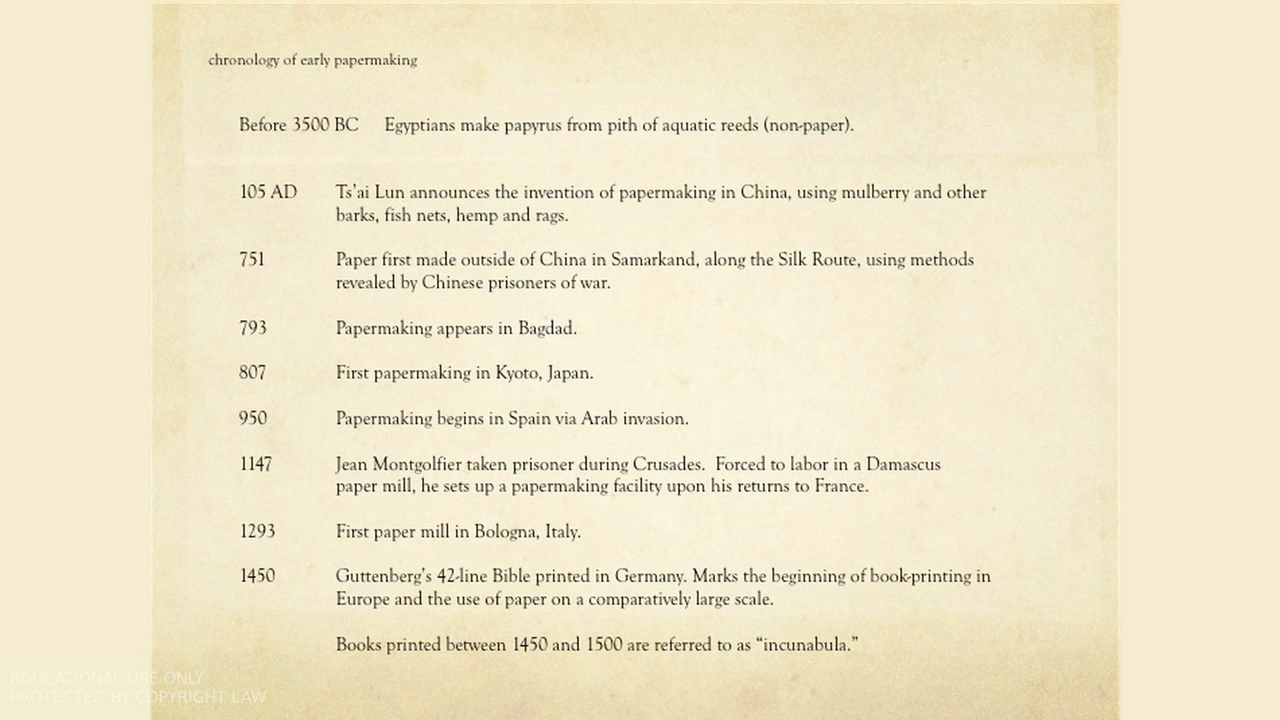 chronology of early papermaking
Before 3500 BC Egyptians make papyrus from pith of aquatic reeds (non-paper).
105 AD Ts'ai Lun announces the invention of papermaking in China, using mulberry and other
barks, fish nets, hemp and rags.
751 Paper first made outside of China in Samarkand, along the Silk Route, using methods
revealed by Chinese prisoners of war.
793 Papermaking appears in Bagdad.
807 First papermaking in Kyoto, Japan.
950 Papermaking begins in Spain via Arab invasion.
1147 Jean Montgolfier taken prisoner during Crusades. Forced to labor in a Damascus
paper mill, he sets up a papermaking facility upon his returns to France.
1293 First paper mill in Bologna, Italy.
1450 Guttenberg's 42-line Bible printed in Germany. Marks the beginning of book-printing in
Europe and the use of paper on a comparatively large scale.
Books printed between 1450 and 1500 are referred to as “incunabula.”
EDUCATIONAL USE ONLY
PROTECTED BY COPYRIGHT LAW